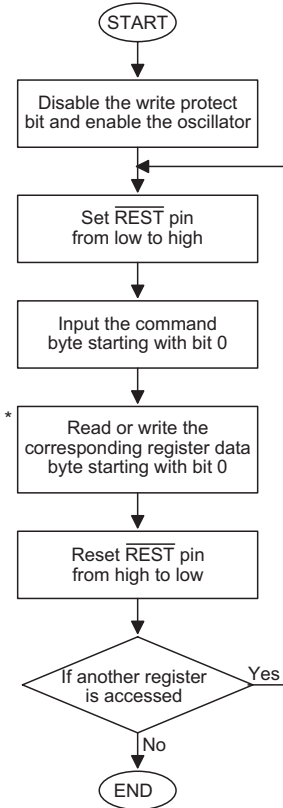 START
Disable the write protect
bit and enable the oscillator
Set REST pin
from low to high
Input the command
byte starting with bit 0
*
Read or write the
corresponding register data
byte starting with bit 0
Reset REST pin
from high to low
If another register
is accessed
Yes
No
END